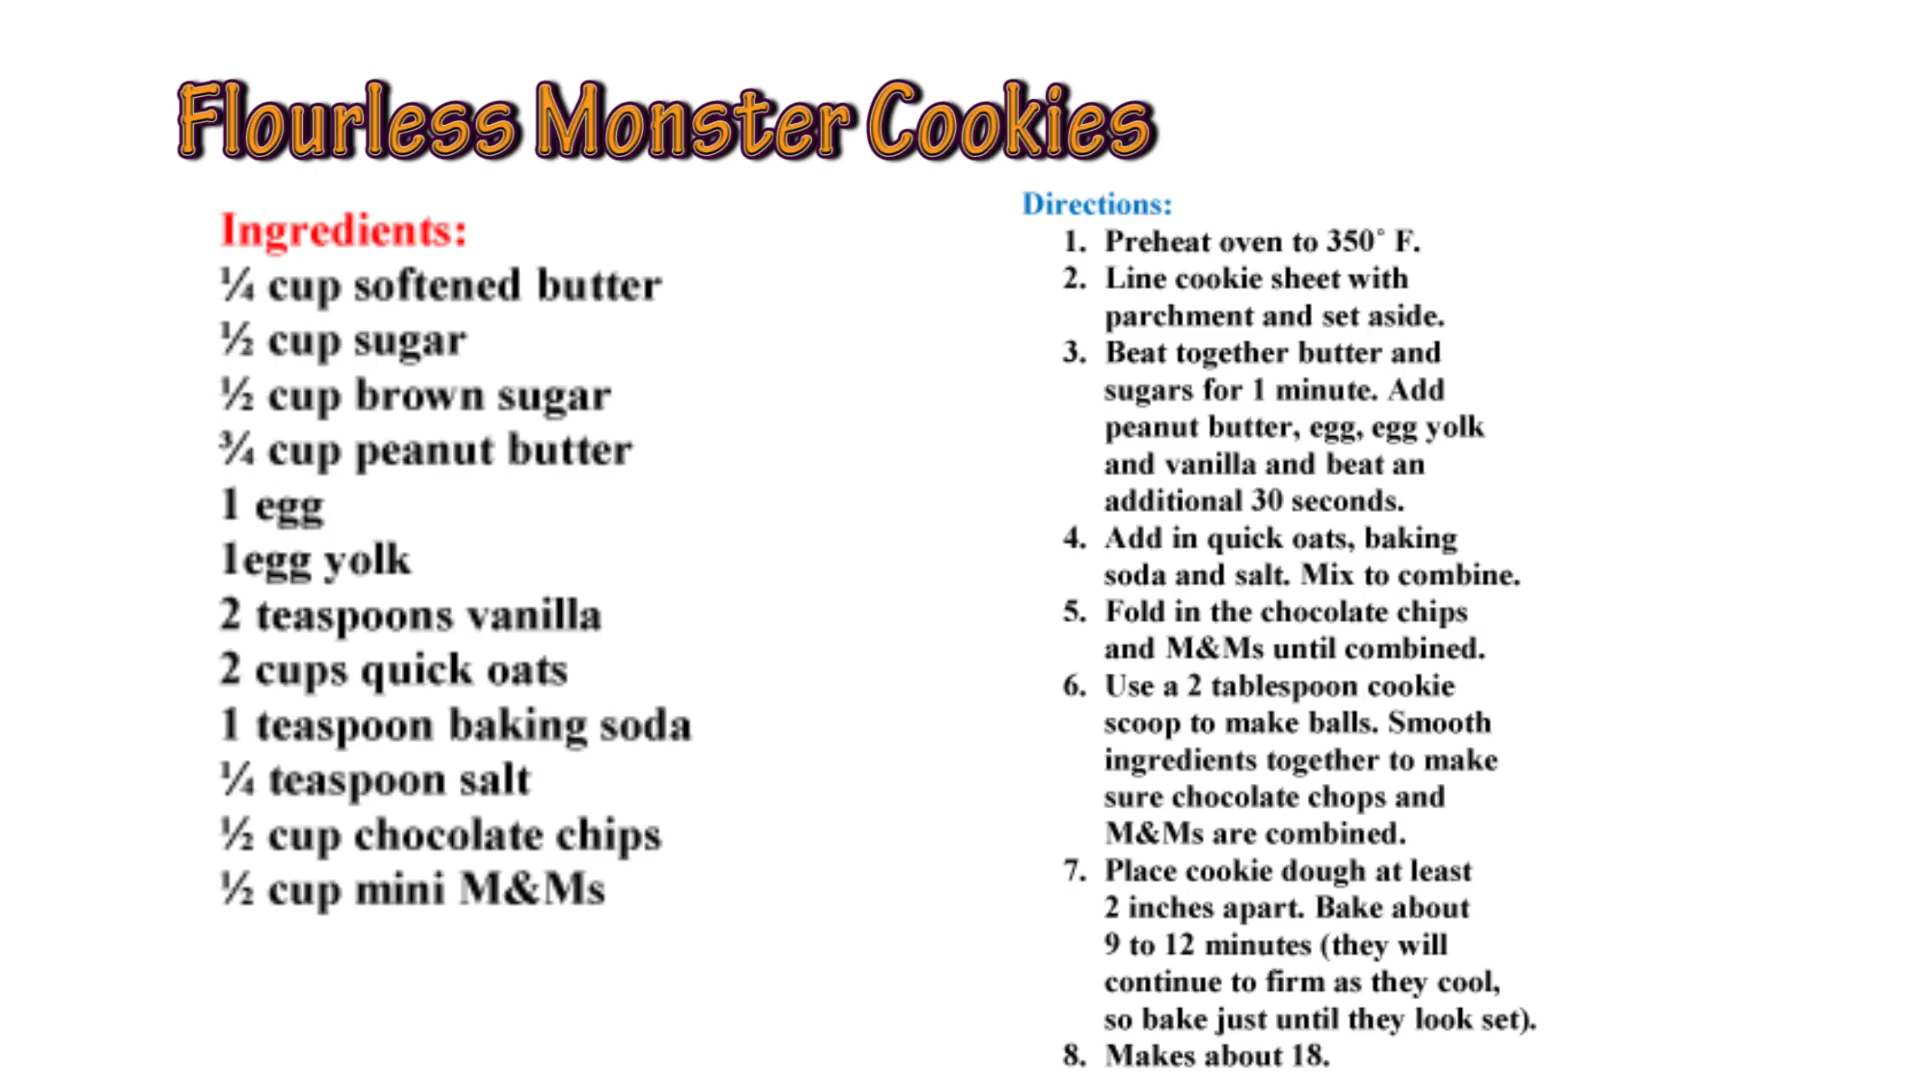 Flourless Monster Cookies
Ingredients:
¼ cup softened butter
½ cup sugar
½ cup brown sugar
¾ cup peanut butter
1 egg
1egg yolk
2 teaspoons vanilla
2 cups quick oats
1 teaspoon baking soda
¼ teaspoon salt
½ cup chocolate chips
½ cup mini M&Ms
Directions:
1. Preheat oven to 350° F.
2. Line cookie sheet with
parchment and set aside.
3. Beat together butter and
sugars for 1 minute. Add
peanut butter, egg, egg yolk
and vanilla and beat an
additional 30 seconds.
4. Add in quick oats, baking
soda and salt. Mix to combine.
5. Fold in the chocolate chips
and M&Ms until combined.
6. Use a 2 tablespoon cookie
scoop to make balls. Smooth
ingredients together to make
sure chocolate chops and
M&Ms are combined.
7. Place cookie dough at least
2 inches apart. Bake about
9 to 12 minutes (they will
continue to firm as they cool,
so bake just until they look set).
8. Makes about 18.